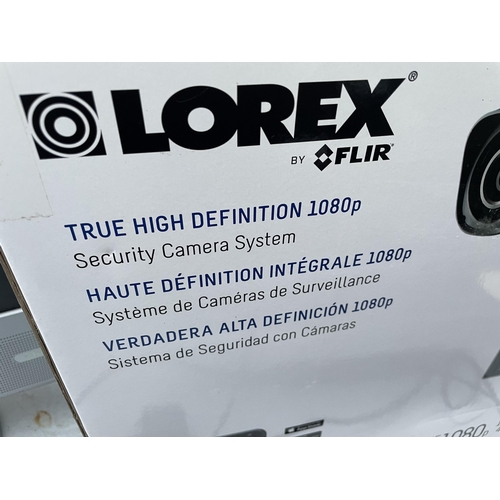 LOREX®
BY FLIR®
TRUE HIGH DEFINITION 1080p
Security Camera System
HAUTE DÉFINITION INTÉGRALE 1080p
Système de Caméras de Surveillance
VERDADERA ALTA DEFINICIÓN 1080p
Sistema de Seguridad con Cámaras
1080p